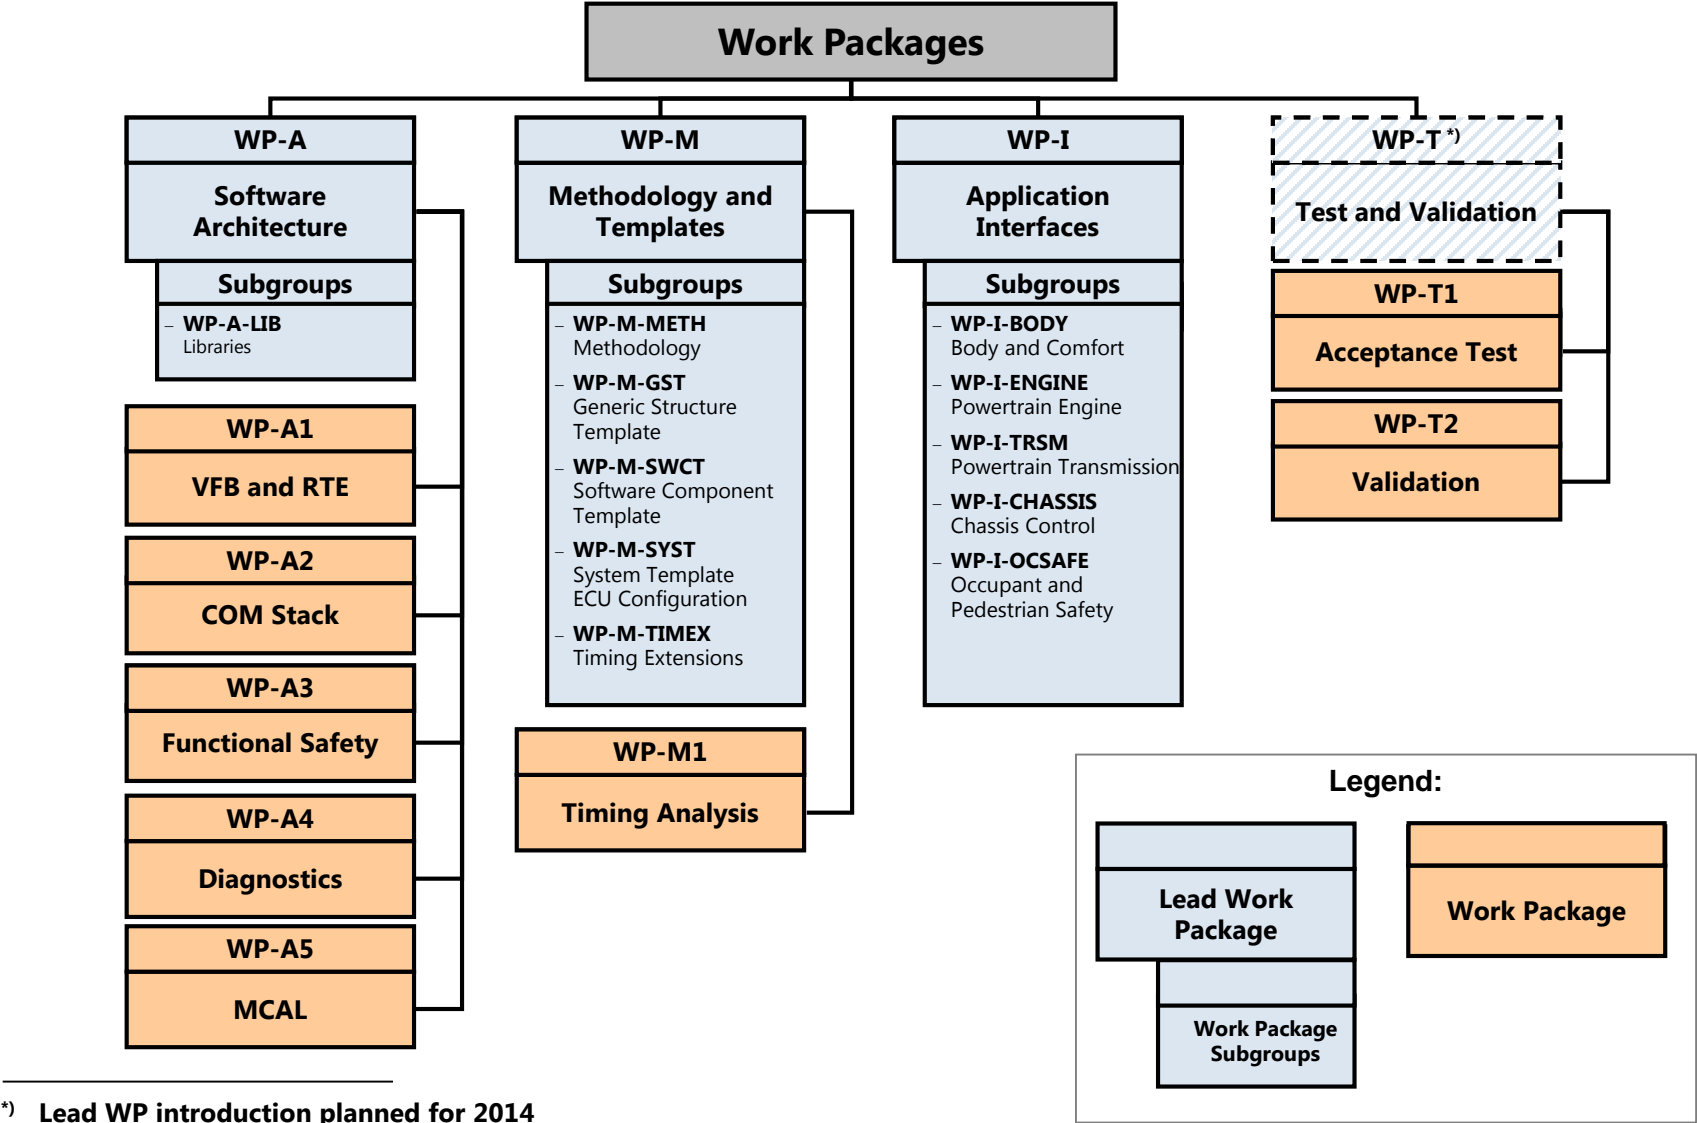 Work Packages
WP-A
Software
Architecture
Subgroups
– WP-A-LIB
Libraries
WP-A1
VFB and RTE
WP-A2
COM Stack
WP-A3
Functional Safety
WP-A4
Diagnostics
WP-A5
MCAL
WP-M
Methodology and
Templates
Subgroups
– WP-M-METH
Methodology
– WP-M-GST
Generic Structure
Template
– WP-M-SWCT
Software Component
Template
– WP-M-SYST
System Template
ECU Configuration
– WP-M-TIMEX
Timing Extensions
WP-M1
Timing Analysis
WP-I
Application
Interfaces
Subgroups
– WP-I-BODY
Body and Comfort
– WP-I-ENGINE
Powertrain Engine
– WP-I-TRSM
Powertrain Transmission
– WP-I-CHASSIS
Chassis Control
– WP-I-OCSAFE
Occupant and
Pedestrian Safety
WP-T *)
Test and Validation
WP-T1
Acceptance Test
WP-T2
Validation
Legend:
Lead Work
Package
Work Package
Subgroups
Work Package
*) Lead WP introduction planned for 2014